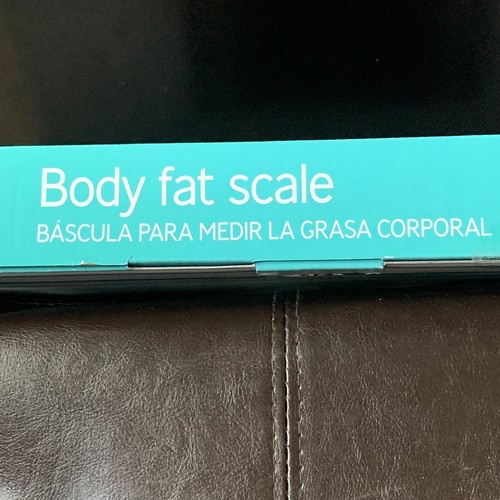 Body fat scale
BÁSCULA PARA MEDIR LA GRASA CORPORAL